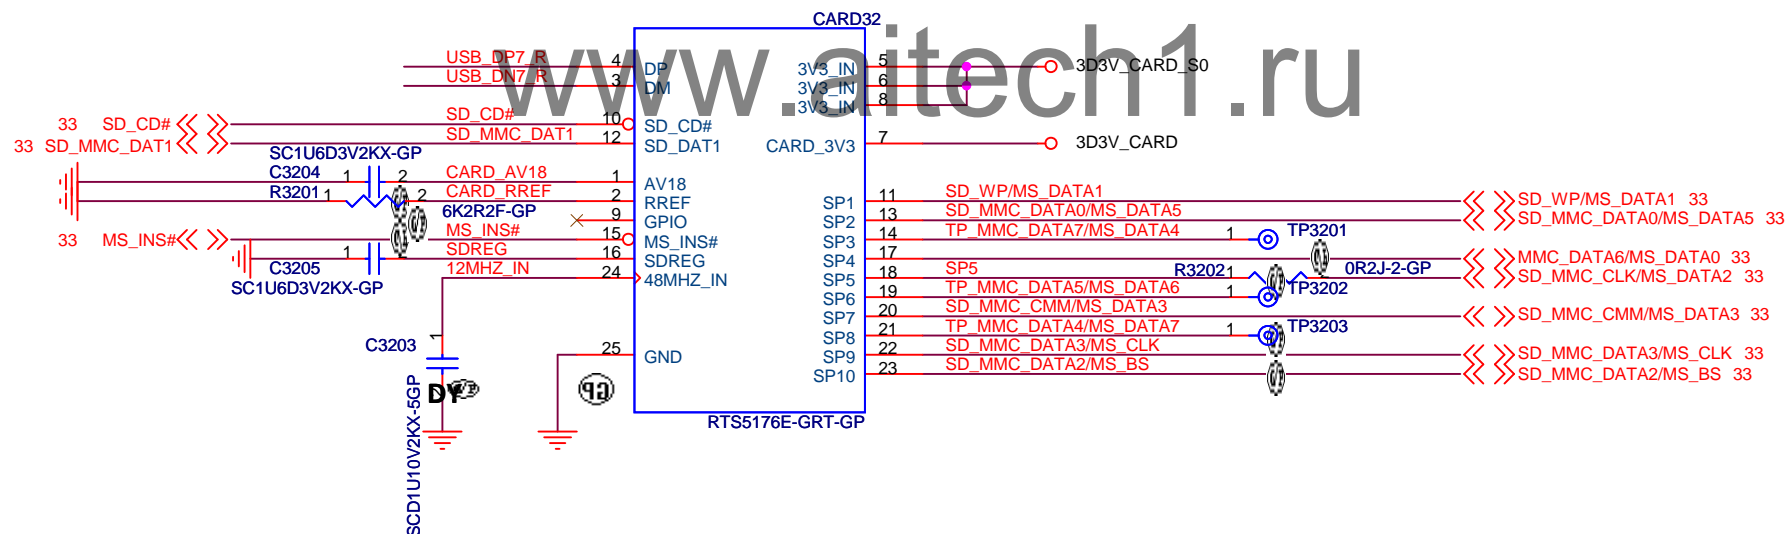 CARD32
www.aitech1.ru
USB_DP7_R 4 DP 3V3_IN 5 3D3V_CARD_S0
USB_DN7_R 3 DM 3V3_IN 6
3V3_IN 8
33 SD_CD# SD_CD# 10 SD_CD#
33 SD_MMC_DAT1 SD_MMC_DAT1 12 SD_DAT1 CARD_3V3 7 3D3V_CARD
SC1U6D3V2KX-GP
C3204 1 2 CARD_AV18 1 AV18
R3201 1 2 CARD_RREF 2 RREF SP1 11 SD_WP/MS_DATA1 SD_WP/MS_DATA1 33
6K2R2F-GP 9 GPIO SP2 13 SD_MMC_DATA0/MS_DATA5 SD_MMC_DATA0/MS_DATA5 33
33 MS_INS# MS_INS# 15 MS_INS# SP3 14 TP_MMC_DATA7/MS_DATA4 1 TP3201
C3205 1 2 SDREG 16 SDREG SP4 17 MMC_DATA6/MS_DATA0 33
SC1U6D3V2KX-GP
12MHZ_IN 24 48MHZ_IN SP5 18 SP5 R3202 1 0R2J-2-GP SD_MMC_CLK/MS_DATA2 33
SP6 19 TP_MMC_DATA5/MS_DATA6 1 TP3202
SP7 20 SD_MMC_CMM/MS_DATA3 SD_MMC_CMM/MS_DATA3 33
SP8 21 TP_MMC_DATA4/MS_DATA7 1 TP3203
C3203 1 25 GND SP9 22 SD_MMC_DATA3/MS_CLK SD_MMC_DATA3/MS_CLK 33
SP10 23 SD_MMC_DATA2/MS_BS SD_MMC_DATA2/MS_BS 33
DY
GP
SCD1U10V2KX-5GP
RTS5176E-GRT-GP